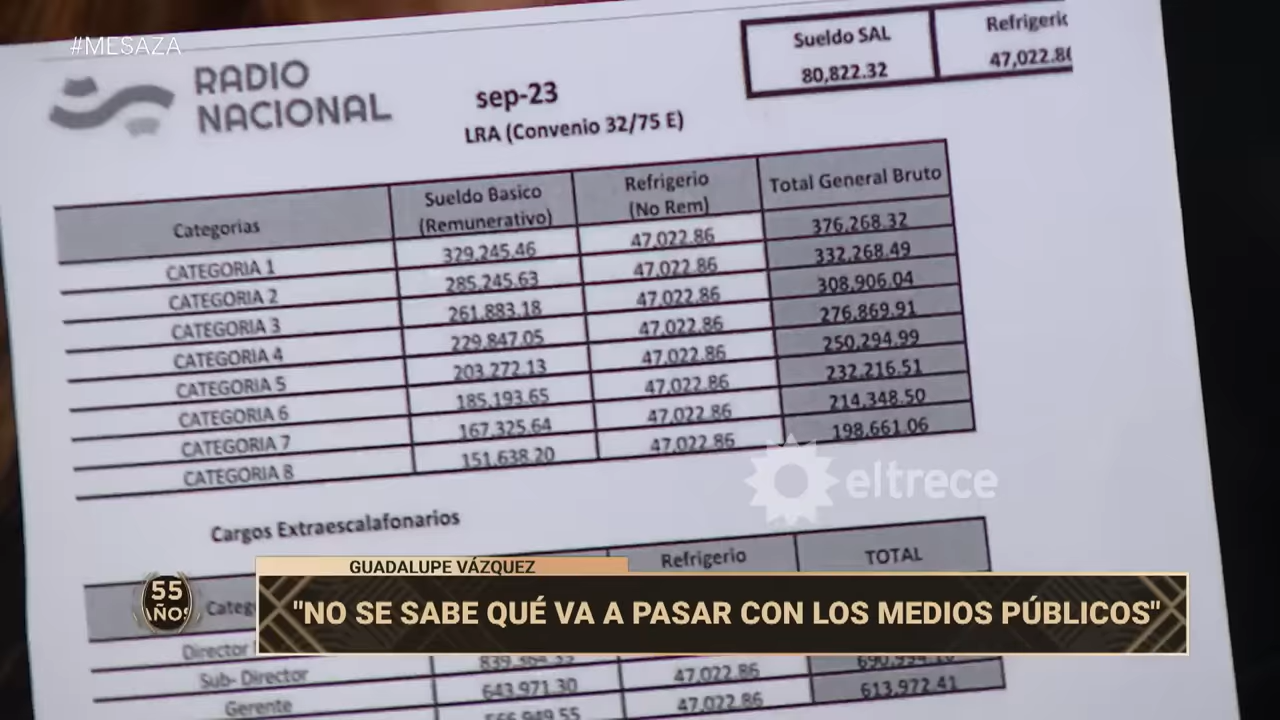 #MESAZA
RADIO
NACIONAL
sep-23
LRA (Convenio 32/75 E)
Sueldo SAL Refrigeric
80,822.32 47,022.8
Categorias Sueldo Basico (Remunerativo) Refrigerio (No Rem) Total General Bruto
CATEGORIA 1 329,245.46 47,022.86 376,268.32
CATEGORIA 2 285,245.63 47,022.86 332,268.49
CATEGORIA 3 261,883.18 47,022.86 308,906.04
CATEGORIA 4 229,847.05 47,022.86 276,869.91
CATEGORIA 5 203,272.13 47,022.86 250,294.99
CATEGORIA 6 185,193.65 47,022.86 232,216.51
CATEGORIA 7 167,325.64 47,022.86 214,348.50
CATEGORIA 8 151,638.20 47,022.86 198,661.06
eltrece
Cargos Extraescalafonarios
Categ Refrigerio TOTAL
GUADALUPE VÁZQUEZ
55
AÑOS
"NO SE SABE QUÉ VA A PASAR CON LOS MEDIOS PÚBLICOS"
Director
Sub- Director 643,971.30 47,022.86
Gerente 47,022.86 613,972.41